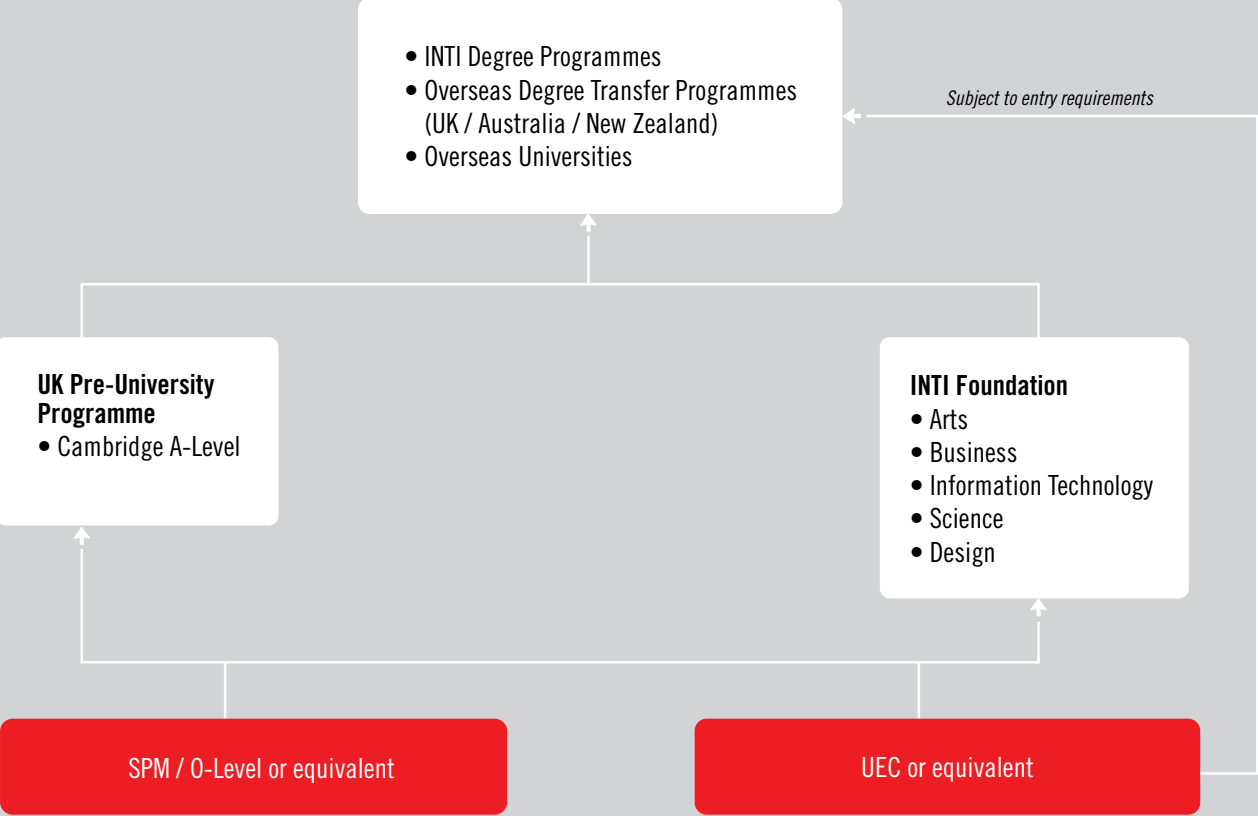 • INTI Degree Programmes
• Overseas Degree Transfer Programmes
(UK / Australia / New Zealand)
• Overseas Universities
Subject to entry requirements
UK Pre-University
Programme
• Cambridge A-Level
INTI Foundation
• Arts
• Business
• Information Technology
• Science
• Design
SPM / O-Level or equivalent
UEC or equivalent